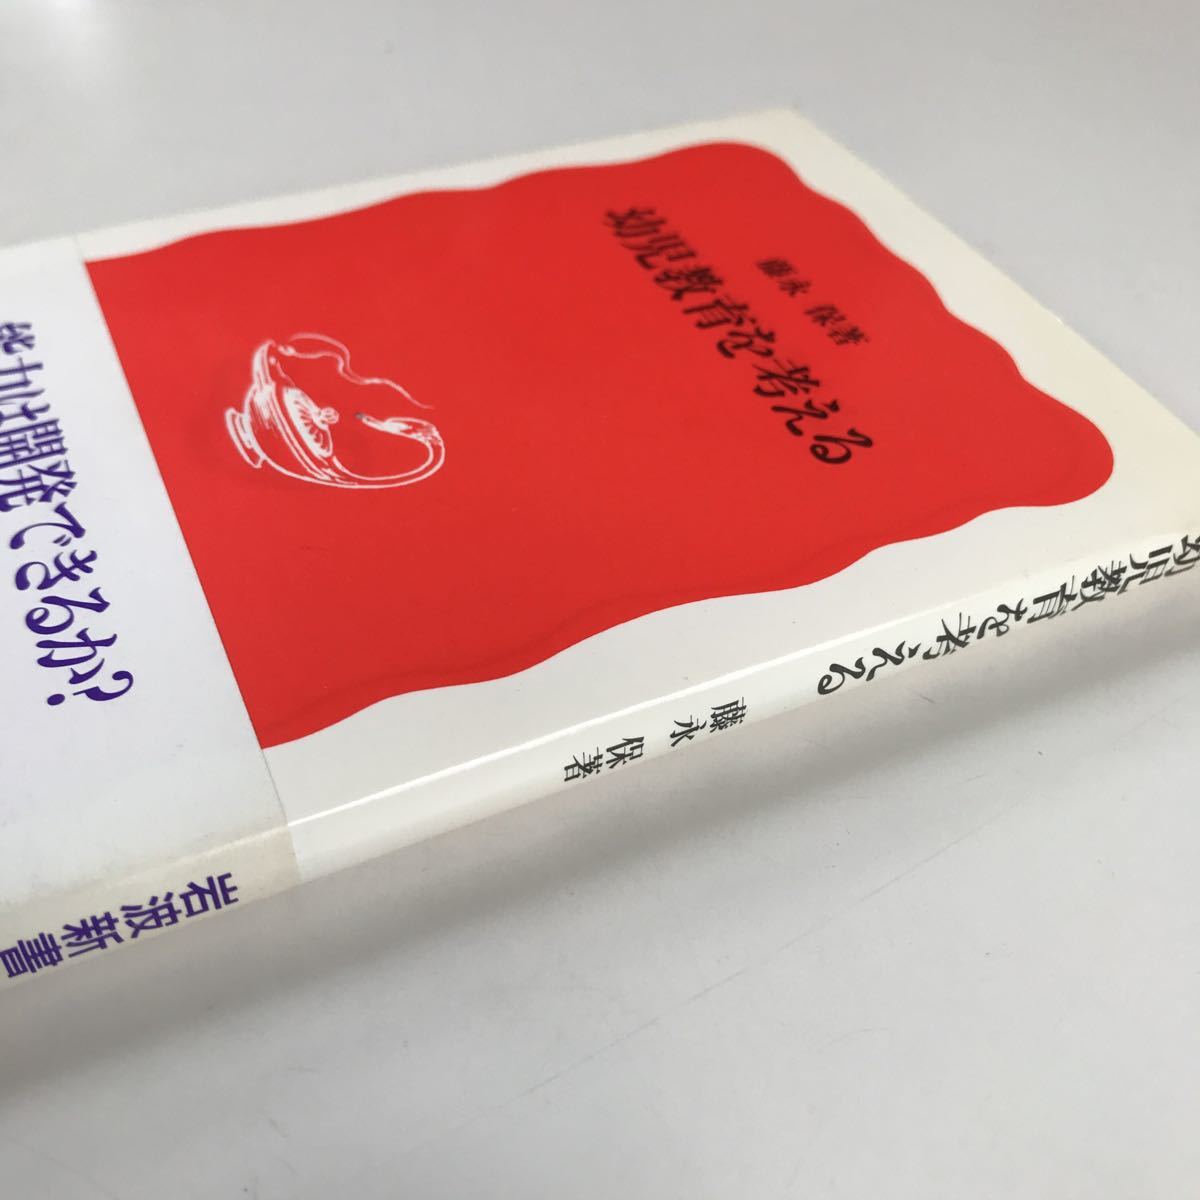 幼児教育を考える
藤永 保著
能力は開発できるか?
幼児教育を考える
藤永 保著
岩波新書